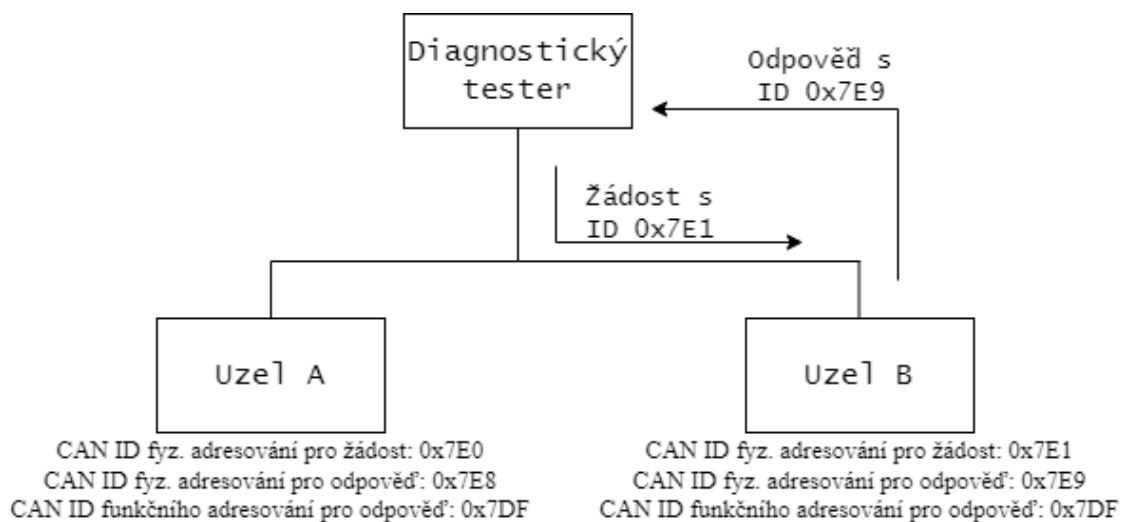 Diagnostický
tester
Odpověď s
ID 0x7E9
Žádost s
ID 0x7E1
Uzel A
Uzel B
CAN ID fyz. adresování pro žádost: 0x7E0
CAN ID fyz. adresování pro odpověď: 0x7E8
CAN ID funkčního adresování pro odpověď: 0x7DF
CAN ID fyz. adresování pro žádost: 0x7E1
CAN ID fyz. adresování pro odpověď: 0x7E9
CAN ID funkčního adresování pro odpověď: 0x7DF